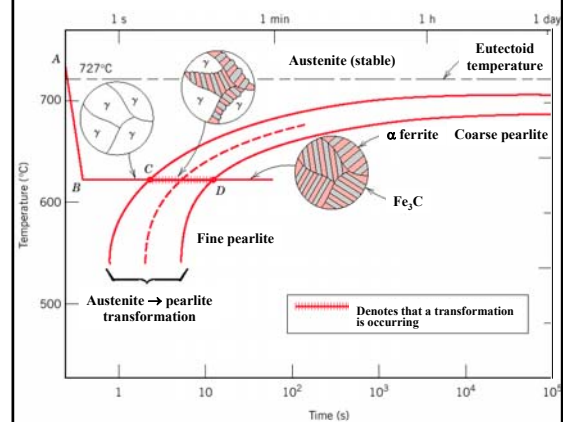 1 s
1 min
1 h
1 day
A
727°C
Austenite (stable)
Eutectoid
temperature
γ
γ
γ
γ
γ
γ
γ
700
α ferrite
Coarse pearlite
B
C
D
Fe₃C
600
Fine pearlite
500
Austenite → pearlite
transformation
Denotes that a transformation
is occurring
Temperature (°C)
1
10
10²
10³
10⁴
10⁵
Time (s)